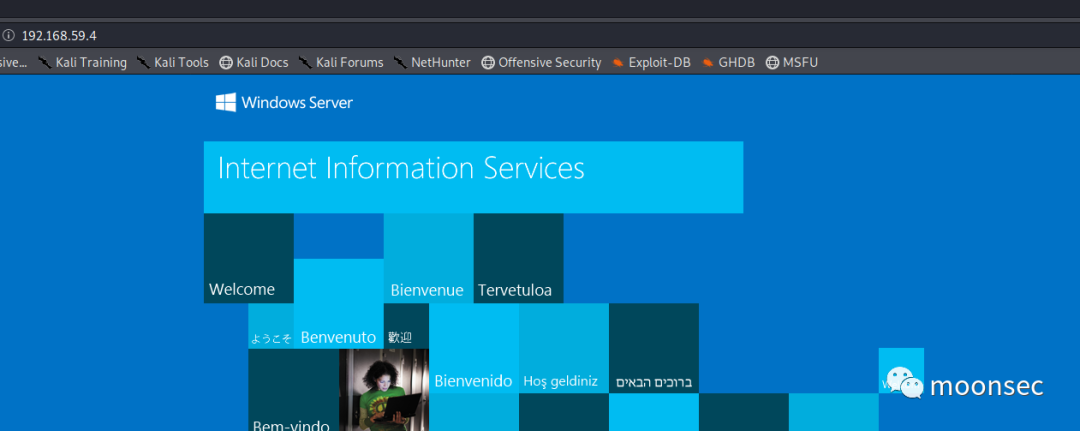 192.168.59.4
sive... Kali Training Kali Tools Kali Docs Kali Forums NetHunter Offensive Security Exploit-DB GHDB MSFU
Windows Server
Internet Information Services
Welcome
Bienvenue
Tervetuloa
ようこそ
Benvenuto
歡迎
Bienvenido
Hoş geldiniz
ברוכים הבאים
Bem-vindo
moonsec